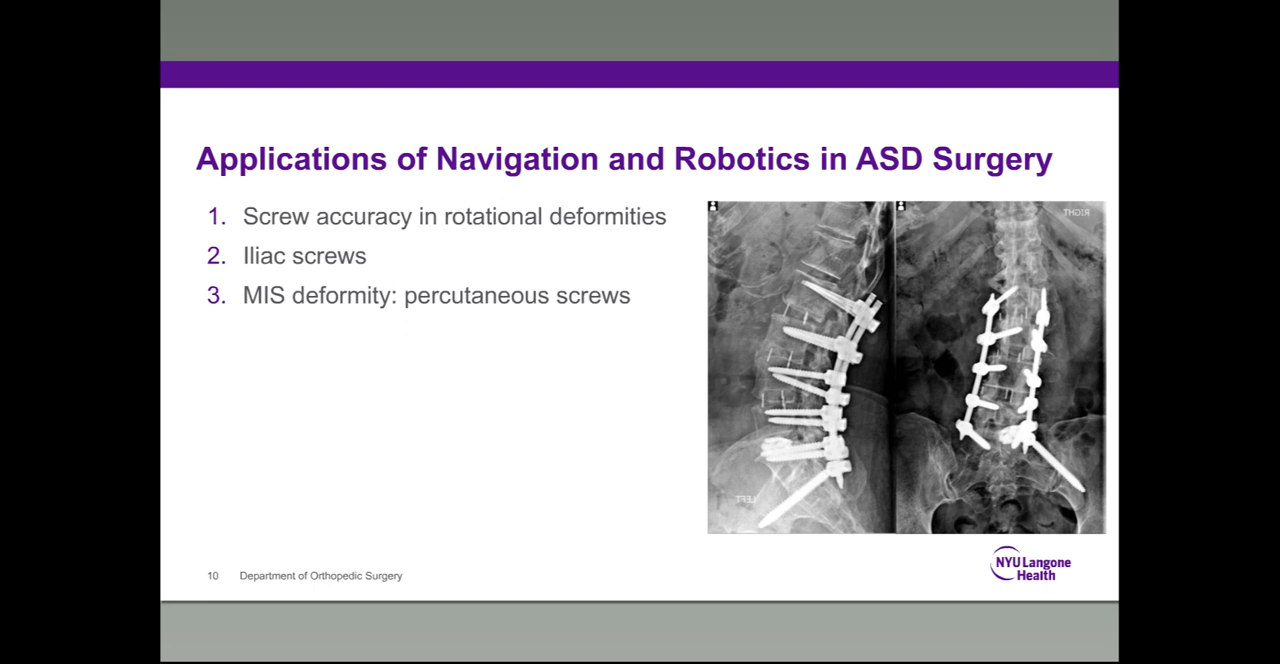 Applications of Navigation and Robotics in ASD Surgery
1. Screw accuracy in rotational deformities
2. Iliac screws
3. MIS deformity: percutaneous screws
RIGHT
LEFT
10 Department of Orthopedic Surgery
NYU Langone
Health